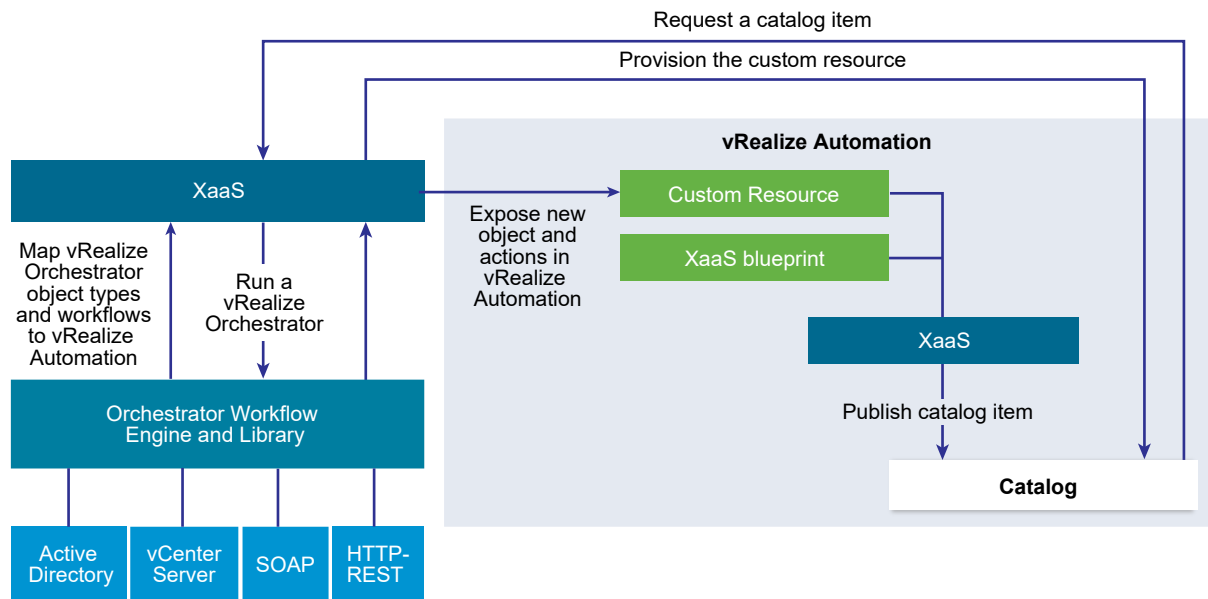 Request a catalog item
Provision the custom resource
vRealize Automation
XaaS
Custom Resource
Expose new
object and
actions in
vRealize
Automation
XaaS blueprint
Map vRealize
Orchestrator
object types
and workflows
to vRealize
Automation
Run a
vRealize
Orchestrator
XaaS
Publish catalog item
Orchestrator Workflow
Engine and Library
Catalog
Active
Directory
vCenter
Server
SOAP
HTTP-
REST